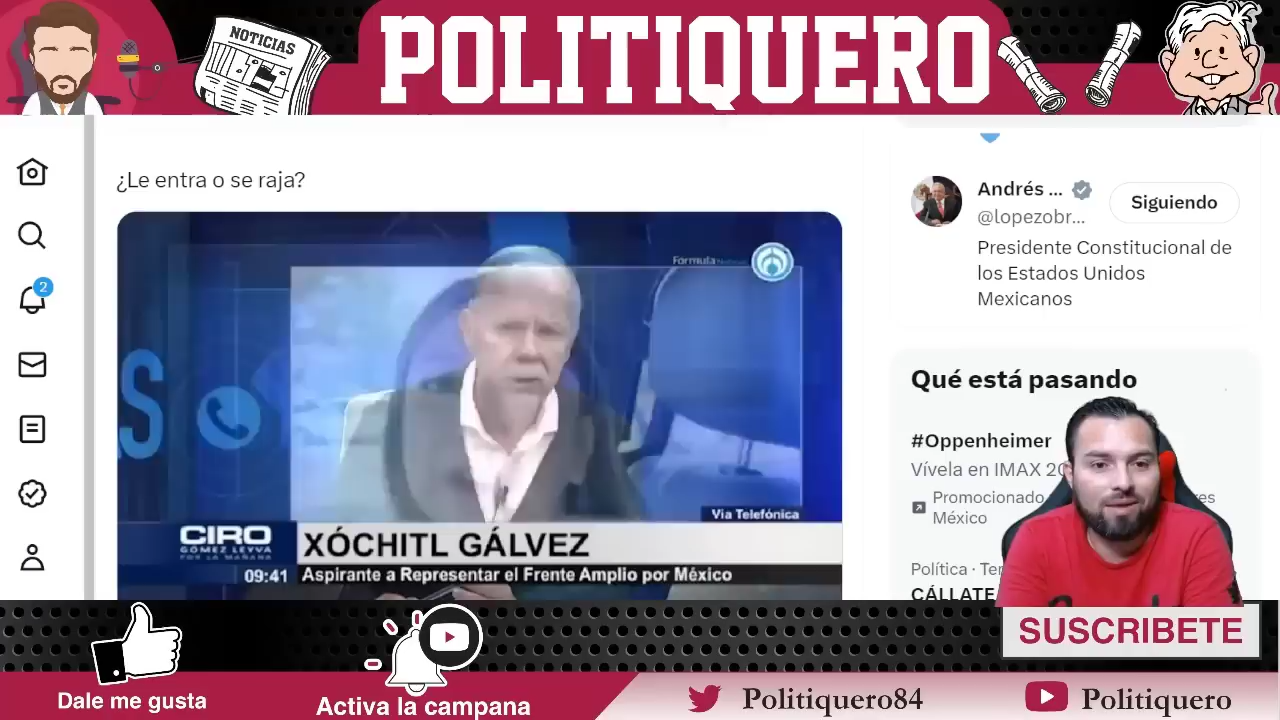 NOTICIAS
POLITIQUERO
¿Le entra o se raja?
2
Fórmula
Vía Telefónica
CIRO
GÓMEZ LEYVA
POR LA MAÑANA
XÓCHITL GÁLVEZ
09:41
Aspirante a Representar el Frente Amplio por México
Andrés ...
Siguiendo
@lopezobr...
Presidente Constitucional de
los Estados Unidos
Mexicanos
Qué está pasando
#Oppenheimer
Vívela en IMAX 20
Promocionado
México
Política · Ten
CÁLLATE
SUSCRIBETE
Dale me gusta
Activa la campana
Politiquero84
Politiquero